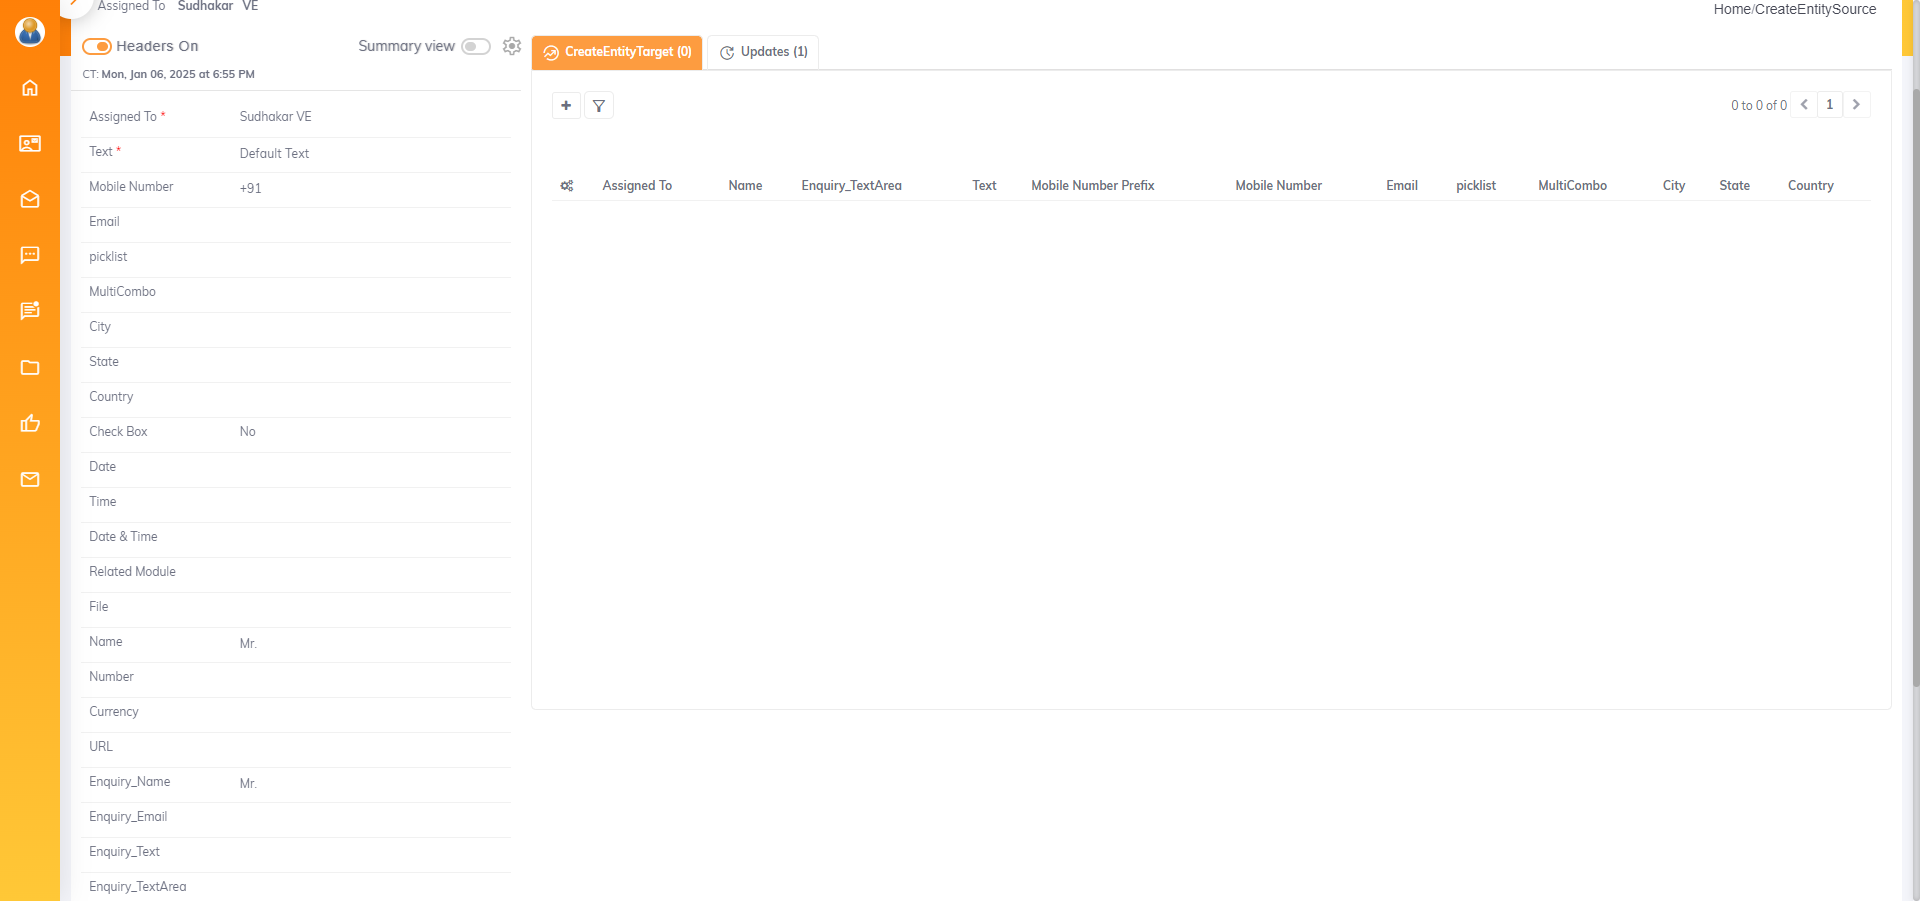 Assigned To Sudhakar VE
Home/CreateEntitySource
Headers On
Summary view
CT: Mon, Jan 06, 2025 at 6:55 PM
Assigned To * Sudhakar VE
Text * Default Text
Mobile Number +91
Email
picklist
MultiCombo
City
State
Country
Check Box No
Date
Time
Date & Time
Related Module
File
Name Mr.
Number
Currency
URL
Enquiry_Name Mr.
Enquiry_Email
Enquiry_Text
Enquiry_TextArea
CreateEntityTarget (0)
Updates (1)
0 to 0 of 0 1
Assigned To Name Enquiry_TextArea Text Mobile Number Prefix Mobile Number Email picklist MultiCombo City State Country